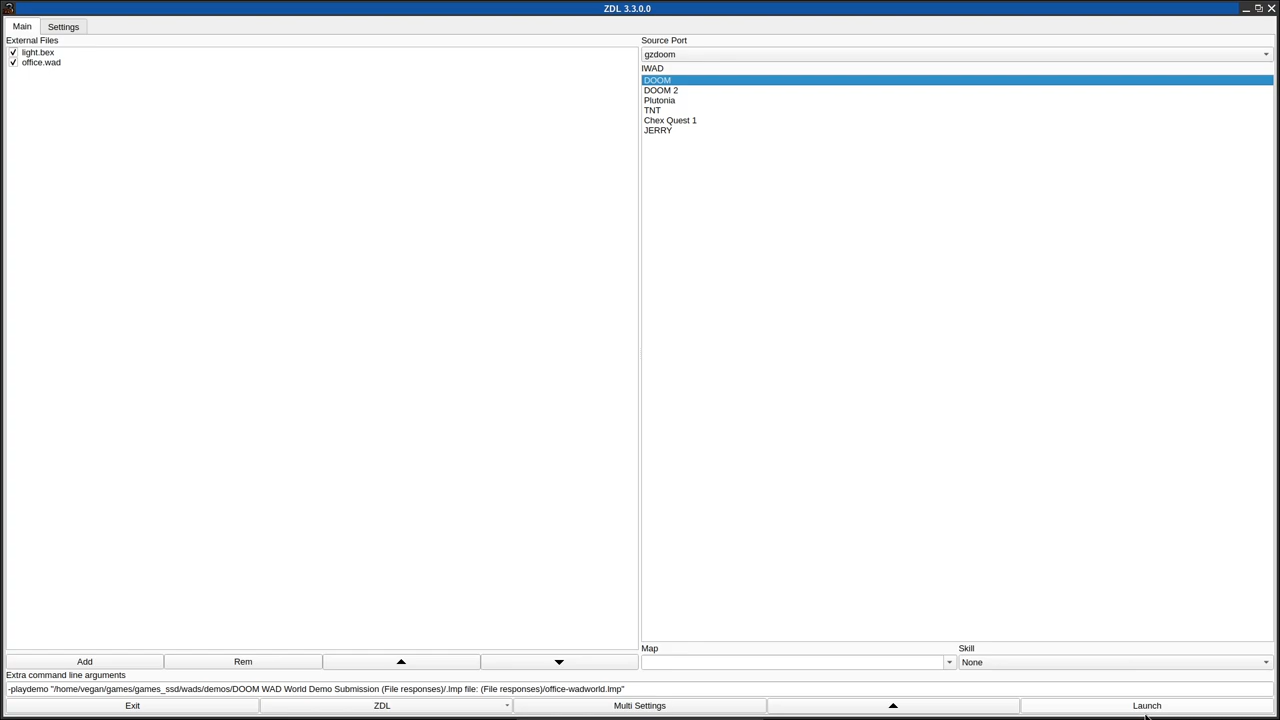 ZDL 3.3.0.0
Main Settings
External Files
light.bex
office.wad
Source Port
gzdoom
IWAD
DOOM
DOOM 2
Plutonia
TNT
Chex Quest 1
JERRY
Map Skill
None
Add Rem
Extra command line arguments
-playdemo "/home/vegan/games/games_ssd/wads/demos/DOOM WAD World Demo Submission (File responses)/.lmp file: (File responses)/office-wadworld.lmp"
Exit ZDL Multi Settings Launch